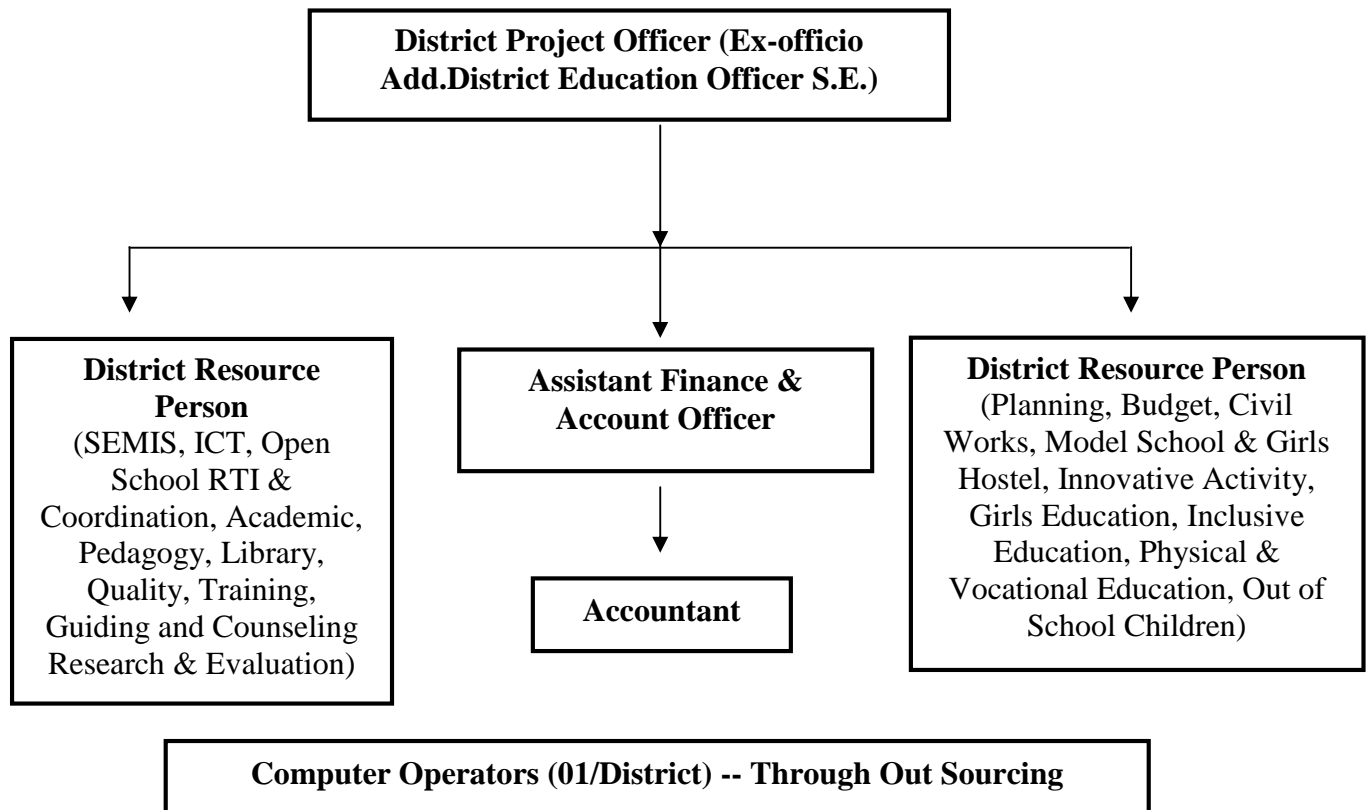 District Project Officer (Ex-officio
Add.District Education Officer S.E.)
District Resource
Person
(SEMIS, ICT, Open
School RTI &
Coordination, Academic,
Pedagogy, Library,
Quality, Training,
Guiding and Counseling
Research & Evaluation)
Assistant Finance &
Account Officer
Accountant
District Resource Person
(Planning, Budget, Civil
Works, Model School & Girls
Hostel, Innovative Activity,
Girls Education, Inclusive
Education, Physical &
Vocational Education, Out of
School Children)
Computer Operators (01/District) -- Through Out Sourcing